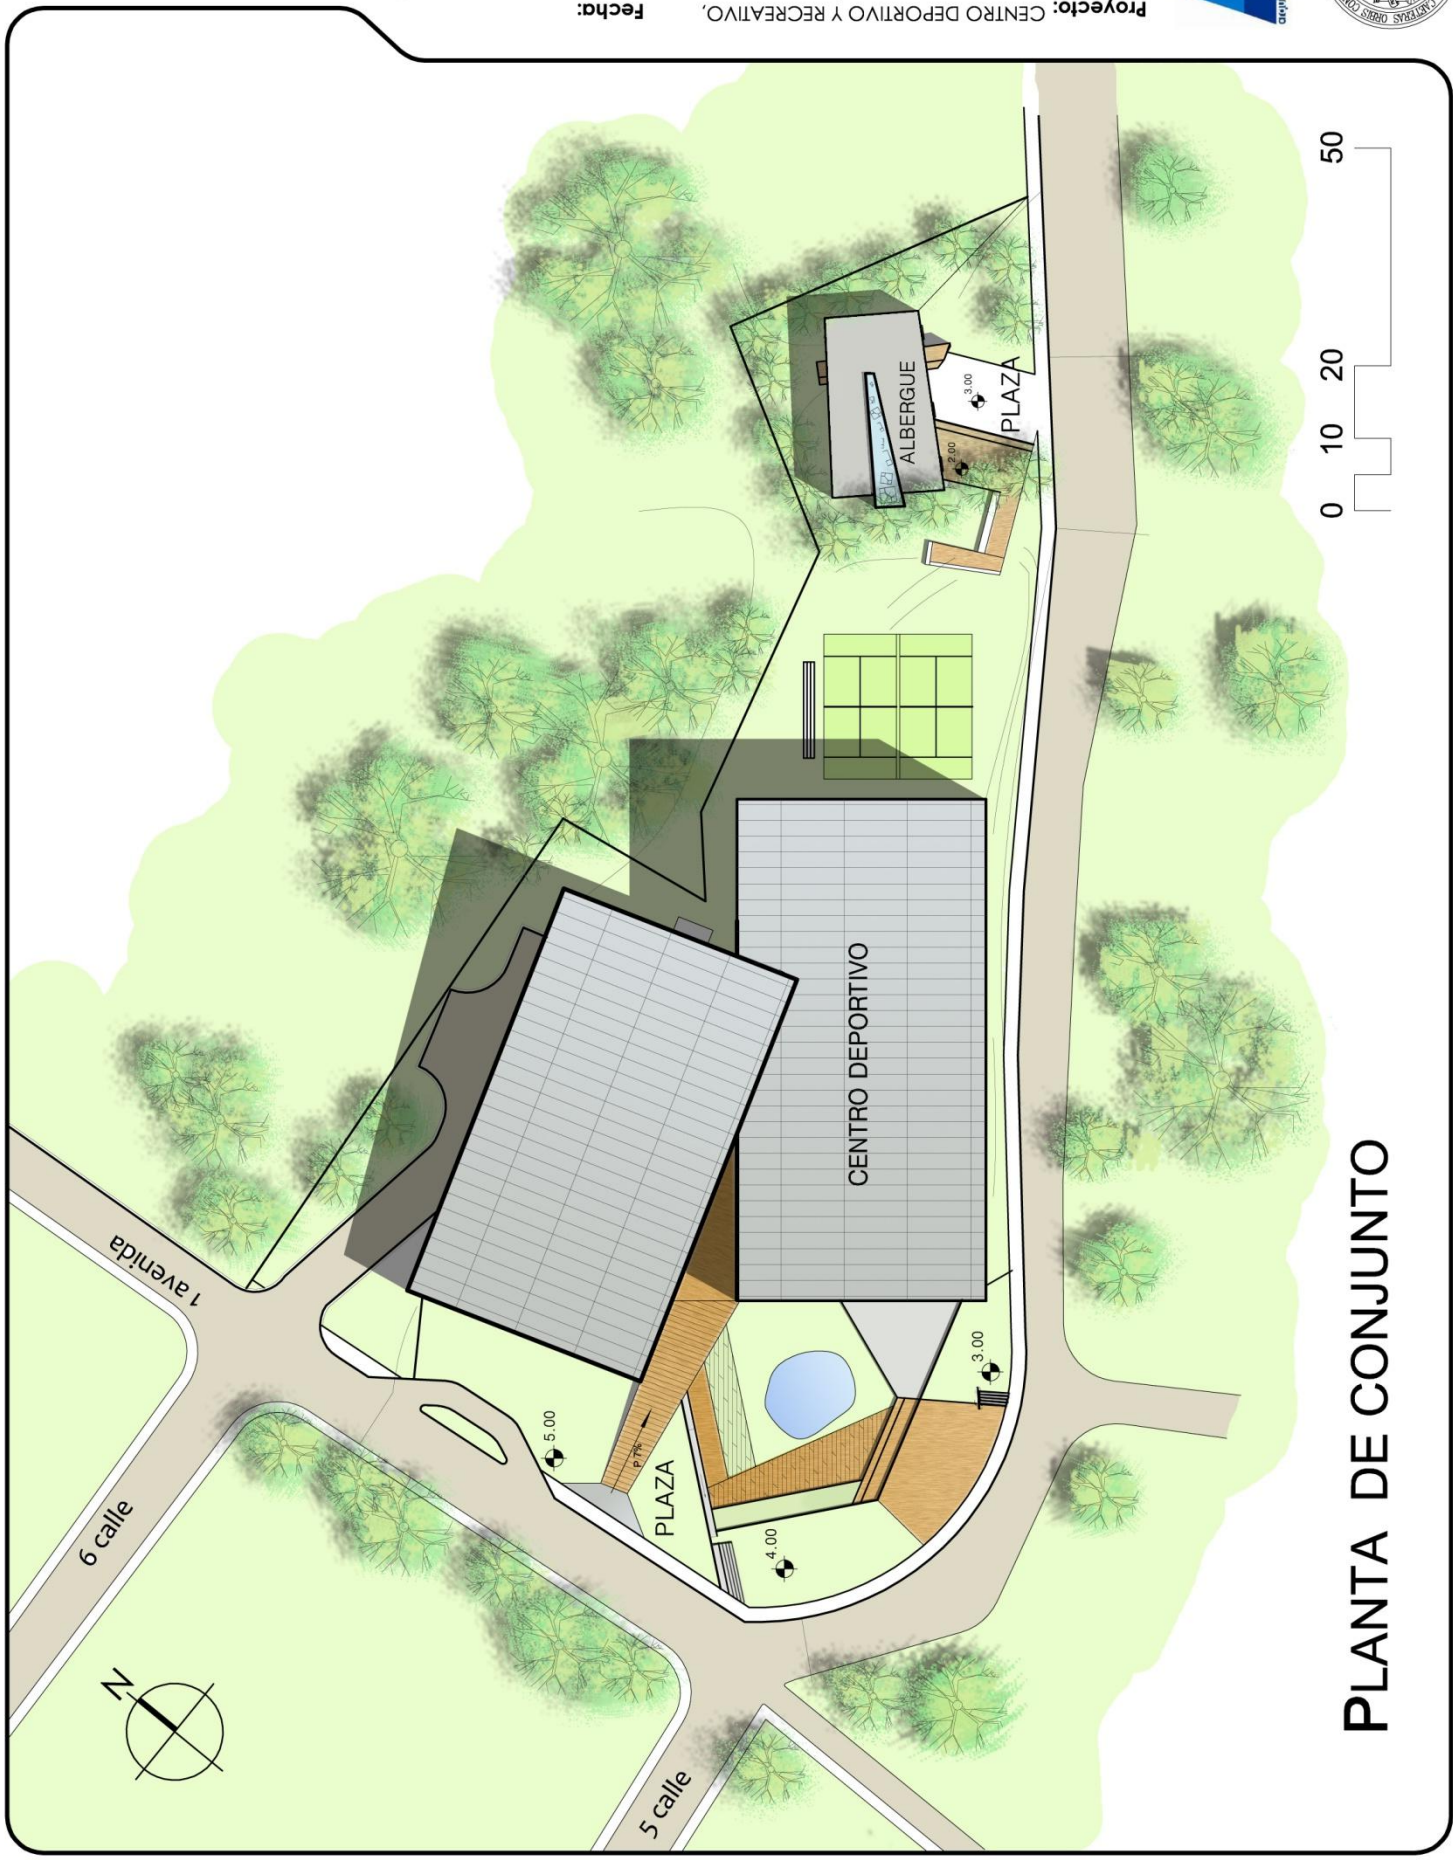 Proyecto: CENTRO DEPORTIVO Y RECREATIVO,
Fecha:
N
1 avenida
6 calle
5 calle
5.00
P 7%
PLAZA
4.00
3.00
CENTRO DEPORTIVO
ALBERGUE
3.00
2.00
PLAZA
0 10 20 50
PLANTA DE CONJUNTO